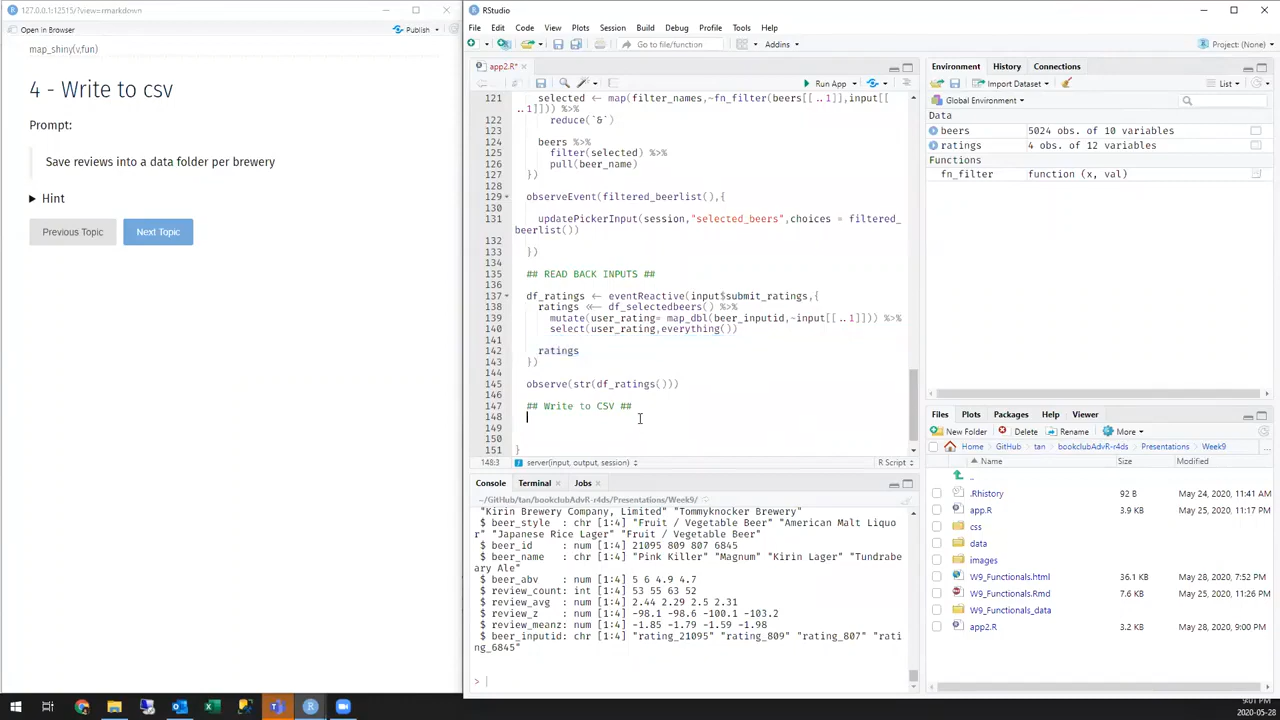 127.0.0.1:12515/?view=rmarkdown
Open in Browser
Publish
map_shiny(v,fun)
4 - Write to csv
Prompt:
Save reviews into a data folder per brewery
Hint
Previous Topic
Next Topic
RStudio
File Edit Code View Plots Session Build Debug Profile Tools Help
Go to file/function
Addins
Project: (None)
app2.R*
Run App
121 selected <- map(filter_names,~fn_filter(beers[[..1]],input[[
..1]])) %>%
122 reduce(`&`)
123
124 beers %>%
125 filter(selected) %>%
126 pull(beer_name)
127 })
128
129 observeEvent(filtered_beerlist(),{
130
131 updatePickerInput(session,"selected_beers",choices = filtered_
beerlist())
132
133 })
134
135 ## READ BACK INPUTS ##
136
137 df_ratings <- eventReactive(input$submit_ratings,{
138 ratings <<- df_selectedbeers() %>%
139 mutate(user_rating= map_dbl(beer_inputid,~input[[..1]])) %>%
140 select(user_rating,everything())
141
142 ratings
143 })
144
145 observe(str(df_ratings()))
146
147 ## Write to CSV ##
148
149
150
151 }
148:3 server(input, output, session) R Script
Console Terminal Jobs
~/GitHub/tan/bookclubAdvR-r4ds/Presentations/Week9/
"Kirin Brewery Company, Limited" "Tommyknocker Brewery"
$ beer_style : chr [1:4] "Fruit / Vegetable Beer" "American Malt Liquo
r" "Japanese Rice Lager" "Fruit / Vegetable Beer"
$ beer_id : num [1:4] 21095 809 807 6845
$ beer_name : chr [1:4] "Pink Killer" "Magnum" "Kirin Lager" "Tundrabe
ary Ale"
$ beer_abv : num [1:4] 5 6 4.9 4.7
$ review_count: int [1:4] 53 55 63 52
$ review_avg : num [1:4] 2.44 2.29 2.5 2.31
$ review_z : num [1:4] -98.1 -98.6 -100.1 -103.2
$ review_meanz: num [1:4] -1.85 -1.79 -1.59 -1.98
$ beer_inputid: chr [1:4] "rating_21095" "rating_809" "rating_807" "rati
ng_6845"
>
Environment History Connections
Import Dataset
List
Global Environment
Data
beers 5024 obs. of 10 variables
ratings 4 obs. of 12 variables
Functions
fn_filter function (x, val)
Files Plots Packages Help Viewer
New Folder Delete Rename More
Home GitHub tan bookclubAdvR-r4ds Presentations Week9 ...
Name Size Modified
..
.Rhistory 92 B May 24, 2020, 11:41 AM
app.R 3.9 KB May 25, 2020, 11:17 PM
css
data
images
W9_Functionals.html 36.1 KB May 28, 2020, 7:52 PM
W9_Functionals.Rmd 7.6 KB May 25, 2020, 11:26 PM
W9_Functionals_data
app2.R 3.2 KB May 28, 2020, 9:00 PM
9:01 PM
2020-05-28